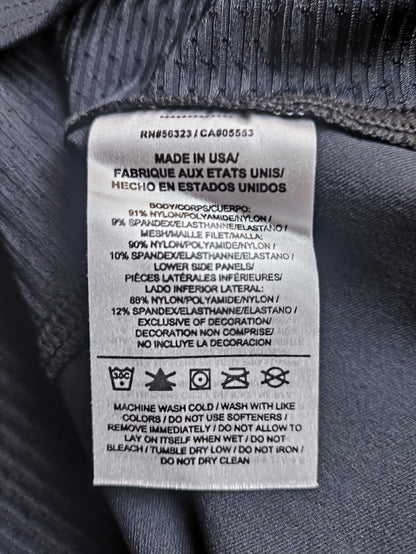 RN#56323 / CA#05553
MADE IN USA/
FABRIQUE AUX ETATS UNIS/
HECHO EN ESTADOS UNIDOS
BODY/CORPS/CUERPO:
91% NYLON/POLYAMIDE/NYLON /
9% SPANDEX/ELASTHANNE/ELASTANO /
MESH/MAILLE FILET/MALLA:
90% NYLON/POLYAMIDE/NYLON /
10% SPANDEX/ELASTHANNE/ELASTANO /
LOWER SIDE PANELS/
PIÈCES LATÉRALES INFÉRIEURES/
LADO INFERIOR LATERAL:
88% NYLON/POLYAMIDE/NYLON /
12% SPANDEX/ELASTHANNE/ELASTANO /
EXCLUSIVE OF DECORATION/
DECORATION NON COMPRISE/
NO INCLUYE LA DECORACIÓN
30C
MACHINE WASH COLD / WASH WITH LIKE
COLORS / DO NOT USE SOFTENERS /
REMOVE IMMEDIATELY / DO NOT ALLOW TO
LAY ON ITSELF WHEN WET / DO NOT
BLEACH / TUMBLE DRY LOW / DO NOT IRON /
DO NOT DRY CLEAN